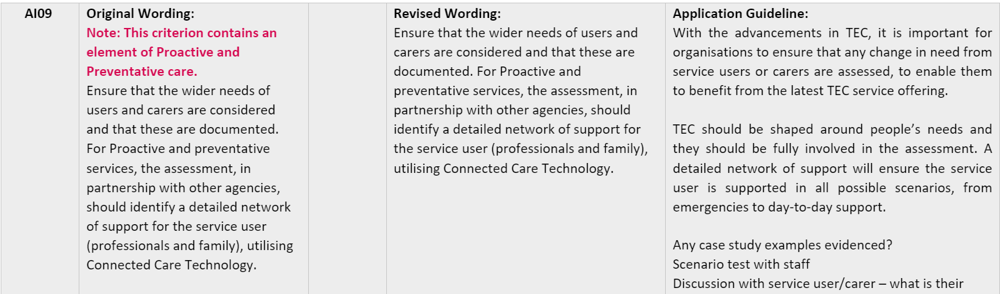 AI09
Original Wording:
Note: This criterion contains an
element of Proactive and
Preventative care.
Ensure that the wider needs of
users and carers are considered
and that these are documented.
For Proactive and preventative
services, the assessment, in
partnership with other agencies,
should identify a detailed network
of support for the service user
(professionals and family), utilising
Connected Care Technology.
Revised Wording:
Ensure that the wider needs of users and
carers are considered and that these are
documented. For Proactive and
preventative services, the assessment, in
partnership with other agencies, should
identify a detailed network of support for
the service user (professionals and family),
utilising Connected Care Technology.
Application Guideline:
With the advancements in TEC, it is important for
organisations to ensure that any change in need from
service users or carers are assessed, to enable them
to benefit from the latest TEC service offering.
TEC should be shaped around people’s needs and
they should be fully involved in the assessment. A
detailed network of support will ensure the service
user is supported in all possible scenarios, from
emergencies to day-to-day support.
Any case study examples evidenced?
Scenario test with staff
Discussion with service user/carer – what is their